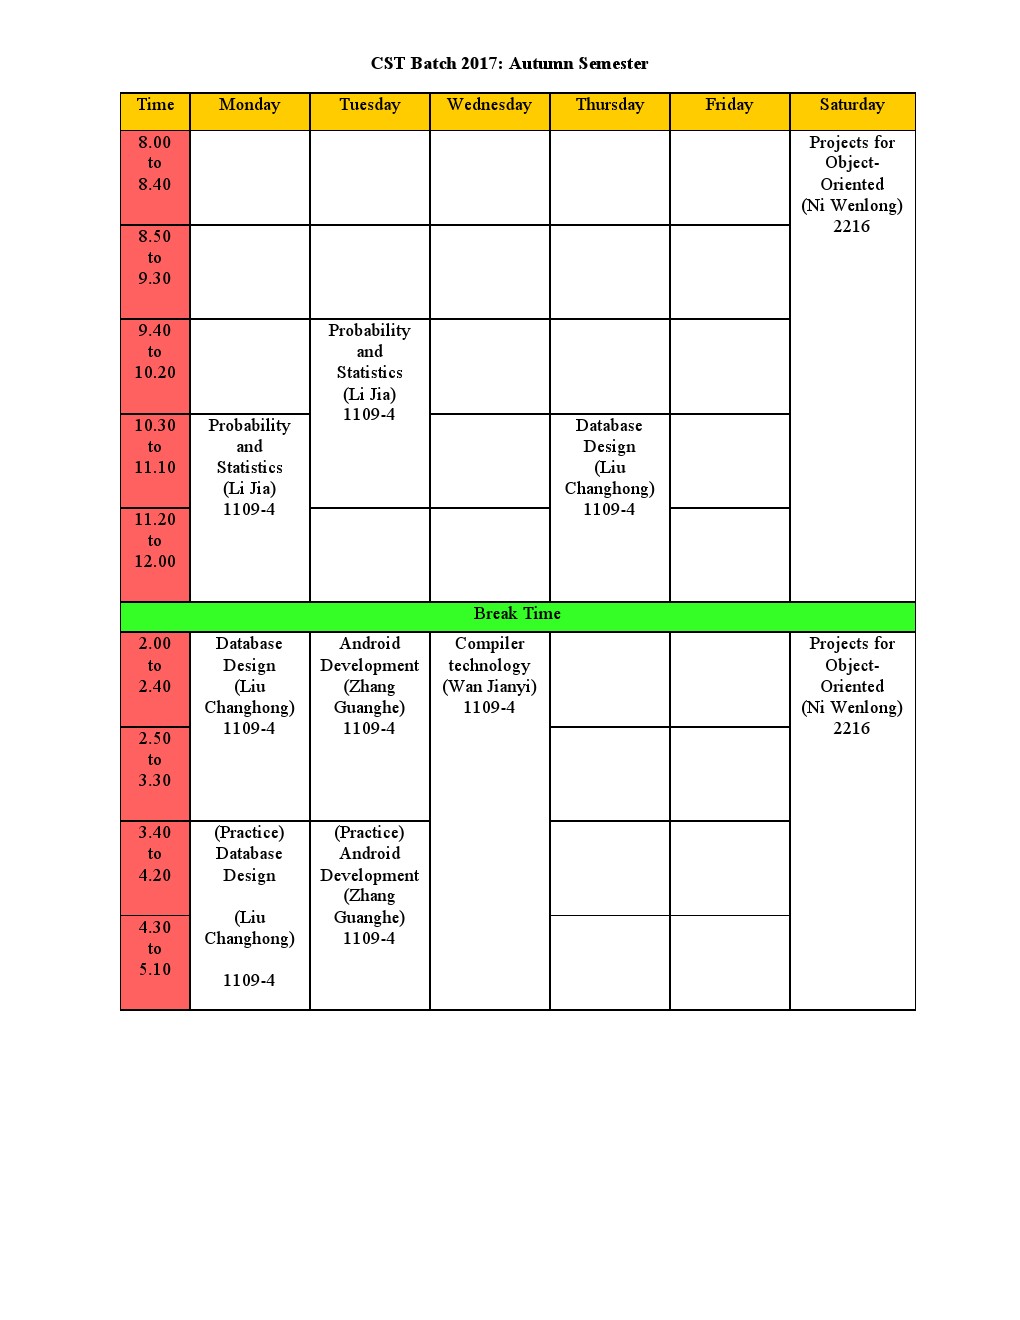 CST Batch 2017: Autumn Semester
Time Monday Tuesday Wednesday Thursday Friday Saturday
8.00
to
8.40
Projects for
Object-
Oriented
(Ni Wenlong)
2216
8.50
to
9.30
9.40
to
10.20
Probability
and
Statistics
(Li Jia)
1109-4
10.30
to
11.10
Probability
and
Statistics
(Li Jia)
1109-4
Database
Design
(Liu
Changhong)
1109-4
11.20
to
12.00
Break Time
2.00
to
2.40
Database
Design
(Liu
Changhong)
1109-4
Android
Development
(Zhang
Guanghe)
1109-4
Compiler
technology
(Wan Jianyi)
1109-4
Projects for
Object-
Oriented
(Ni Wenlong)
2216
2.50
to
3.30
3.40
to
4.20
(Practice)
Database
Design
(Liu
Changhong)
1109-4
(Practice)
Android
Development
(Zhang
Guanghe)
1109-4
4.30
to
5.10